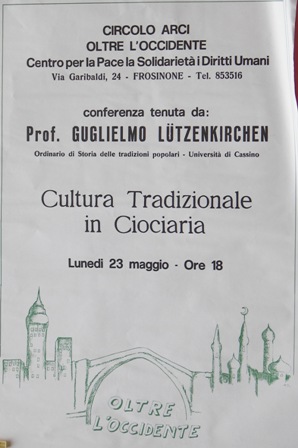 CIRCOLO ARCI
OLTRE L'OCCIDENTE
Centro per la Pace la Solidarietà i Diritti Umani
Via Garibaldi, 24 - FROSINONE - Tel. 853516
conferenza tenuta da:
Prof. GUGLIELMO LÜTZENKIRCHEN
Ordinario di Storia delle tradizioni popolari - Università di Cassino
Cultura Tradizionale
in Ciociaria
Lunedì 23 maggio - Ore 18
OLTRE
L'OCCIDENTE